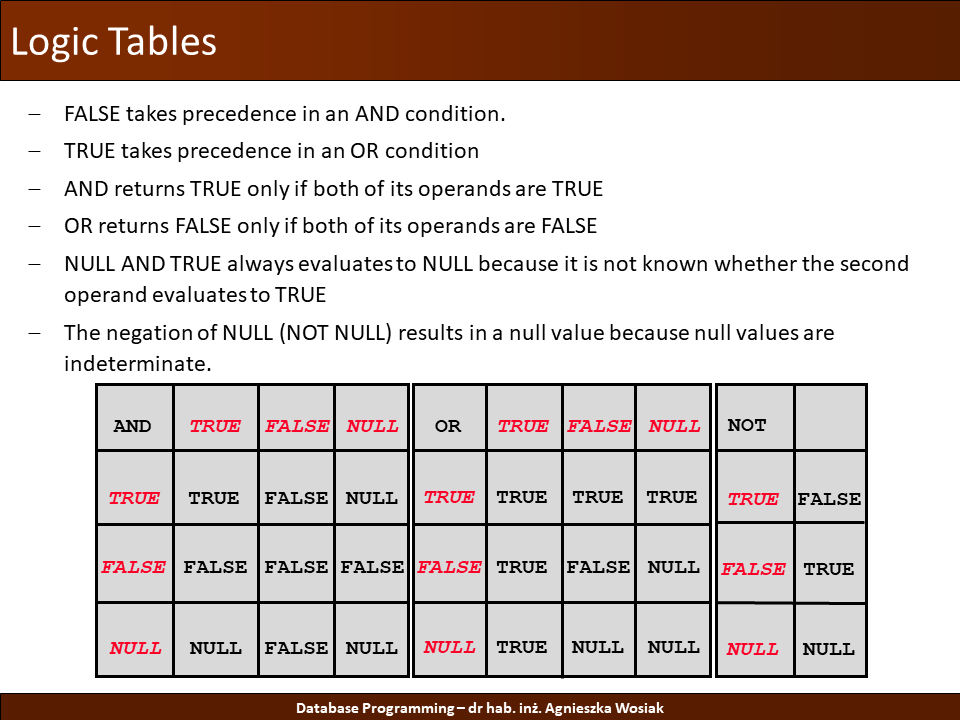 Logic Tables
– FALSE takes precedence in an AND condition.
– TRUE takes precedence in an OR condition
– AND returns TRUE only if both of its operands are TRUE
– OR returns FALSE only if both of its operands are FALSE
– NULL AND TRUE always evaluates to NULL because it is not known whether the second
operand evaluates to TRUE
– The negation of NULL (NOT NULL) results in a null value because null values are
indeterminate.
AND TRUE FALSE NULL OR TRUE FALSE NULL NOT
TRUE TRUE FALSE NULL TRUE TRUE TRUE TRUE TRUE FALSE
FALSE FALSE FALSE FALSE FALSE TRUE FALSE NULL FALSE TRUE
NULL NULL FALSE NULL NULL TRUE NULL NULL NULL NULL
Database Programming – dr hab. inż. Agnieszka Wosiak